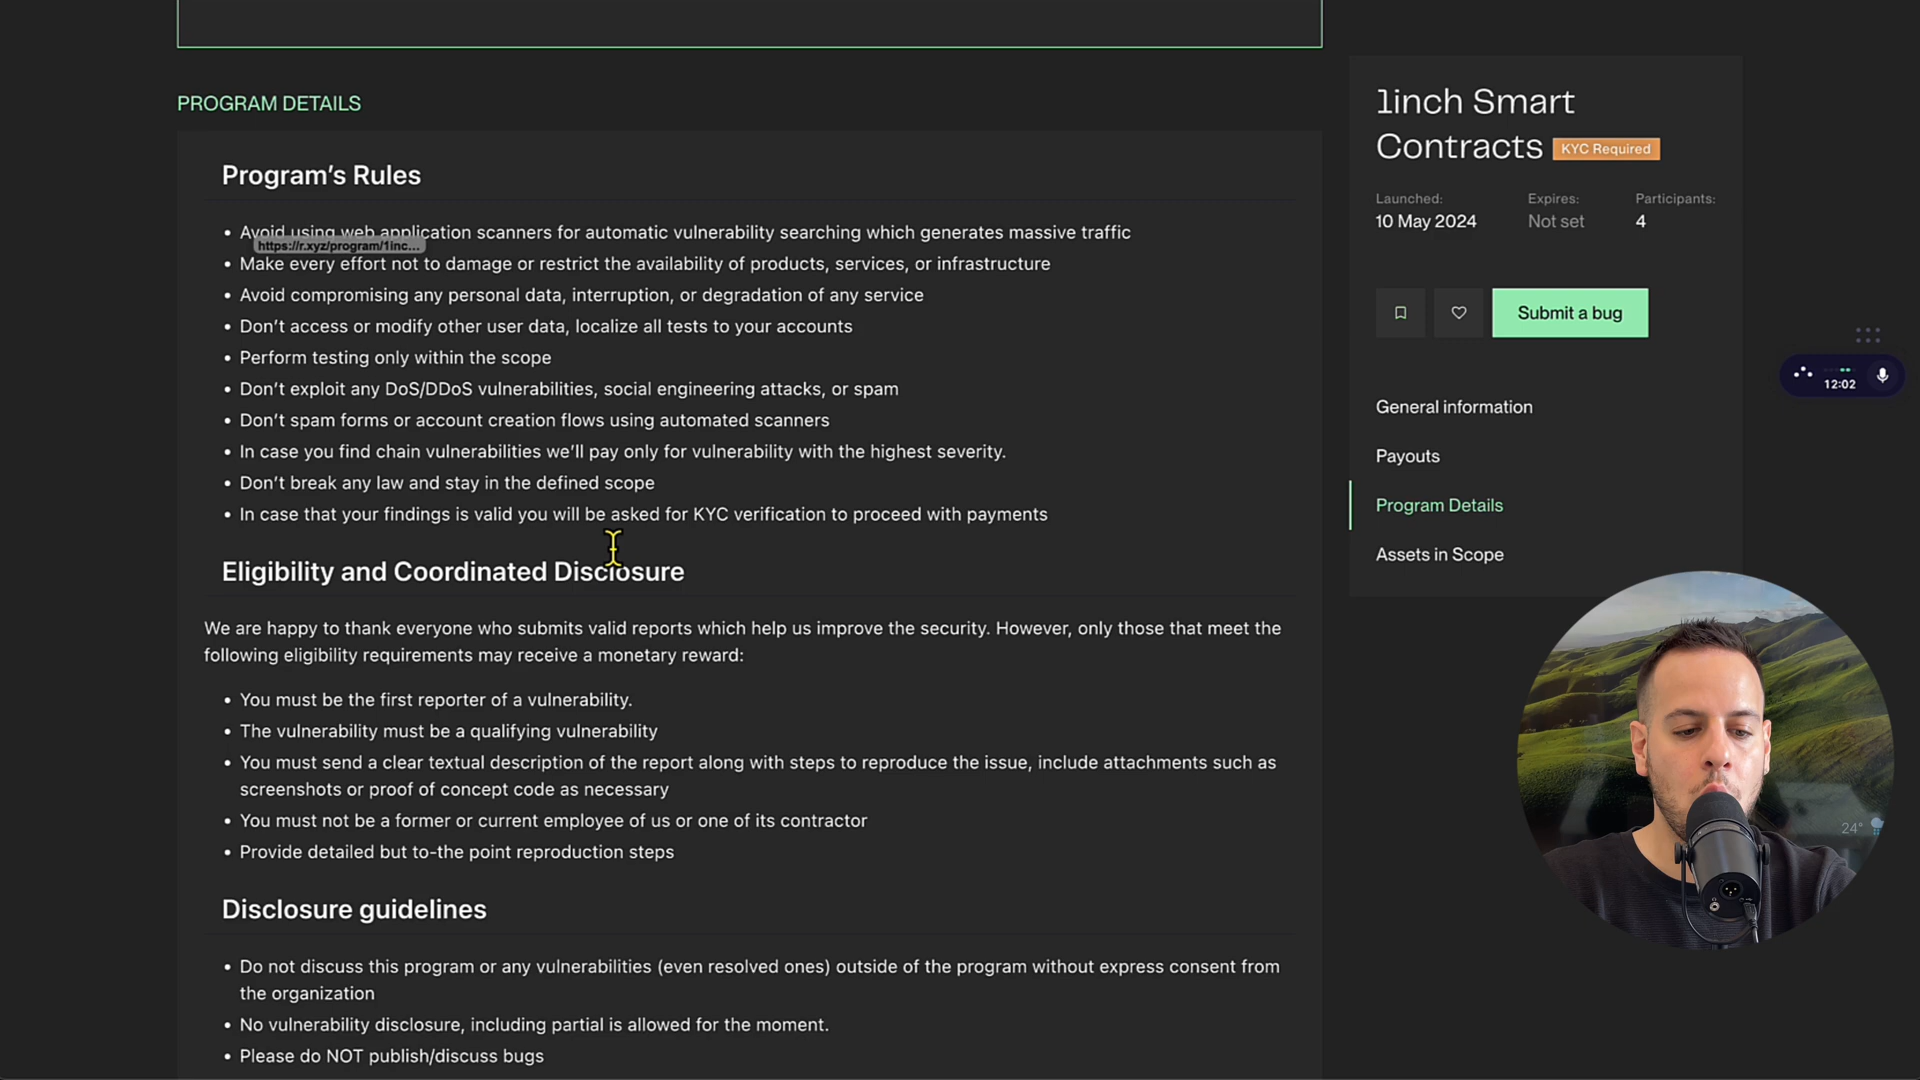 PROGRAM DETAILS
Program's Rules
• Avoid using web application scanners for automatic vulnerability searching which generates massive traffic
https://r.xyz/program/1inc...
• Make every effort not to damage or restrict the availability of products, services, or infrastructure
• Avoid compromising any personal data, interruption, or degradation of any service
• Don't access or modify other user data, localize all tests to your accounts
• Perform testing only within the scope
• Don't exploit any DoS/DDoS vulnerabilities, social engineering attacks, or spam
• Don't spam forms or account creation flows using automated scanners
• In case you find chain vulnerabilities we'll pay only for vulnerability with the highest severity.
• Don't break any law and stay in the defined scope
• In case that your findings is valid you will be asked for KYC verification to proceed with payments
Eligibility and Coordinated Disclosure
We are happy to thank everyone who submits valid reports which help us improve the security. However, only those that meet the
following eligibility requirements may receive a monetary reward:
• You must be the first reporter of a vulnerability.
• The vulnerability must be a qualifying vulnerability
• You must send a clear textual description of the report along with steps to reproduce the issue, include attachments such as
screenshots or proof of concept code as necessary
• You must not be a former or current employee of us or one of its contractor
• Provide detailed but to-the point reproduction steps
Disclosure guidelines
• Do not discuss this program or any vulnerabilities (even resolved ones) outside of the program without express consent from
the organization
• No vulnerability disclosure, including partial is allowed for the moment.
• Please do NOT publish/discuss bugs
1inch Smart
Contracts KYC Required
Launched: Expires: Participants:
10 May 2024 Not set 4
Submit a bug
General information
Payouts
Program Details
Assets in Scope
12:02
24°